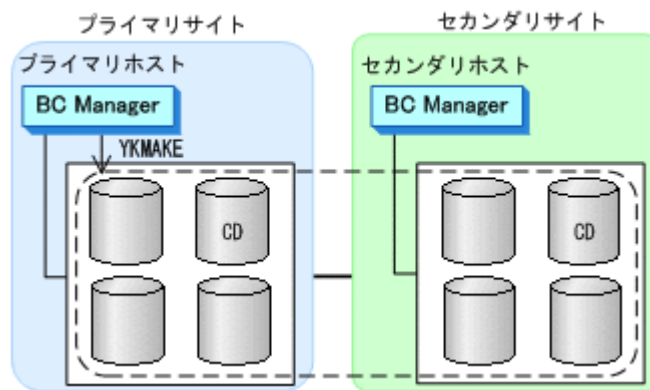 プライマリサイト
プライマリホスト
BC Manager
YKMAKE
CD
セカンダリサイト
セカンダリホスト
BC Manager
CD